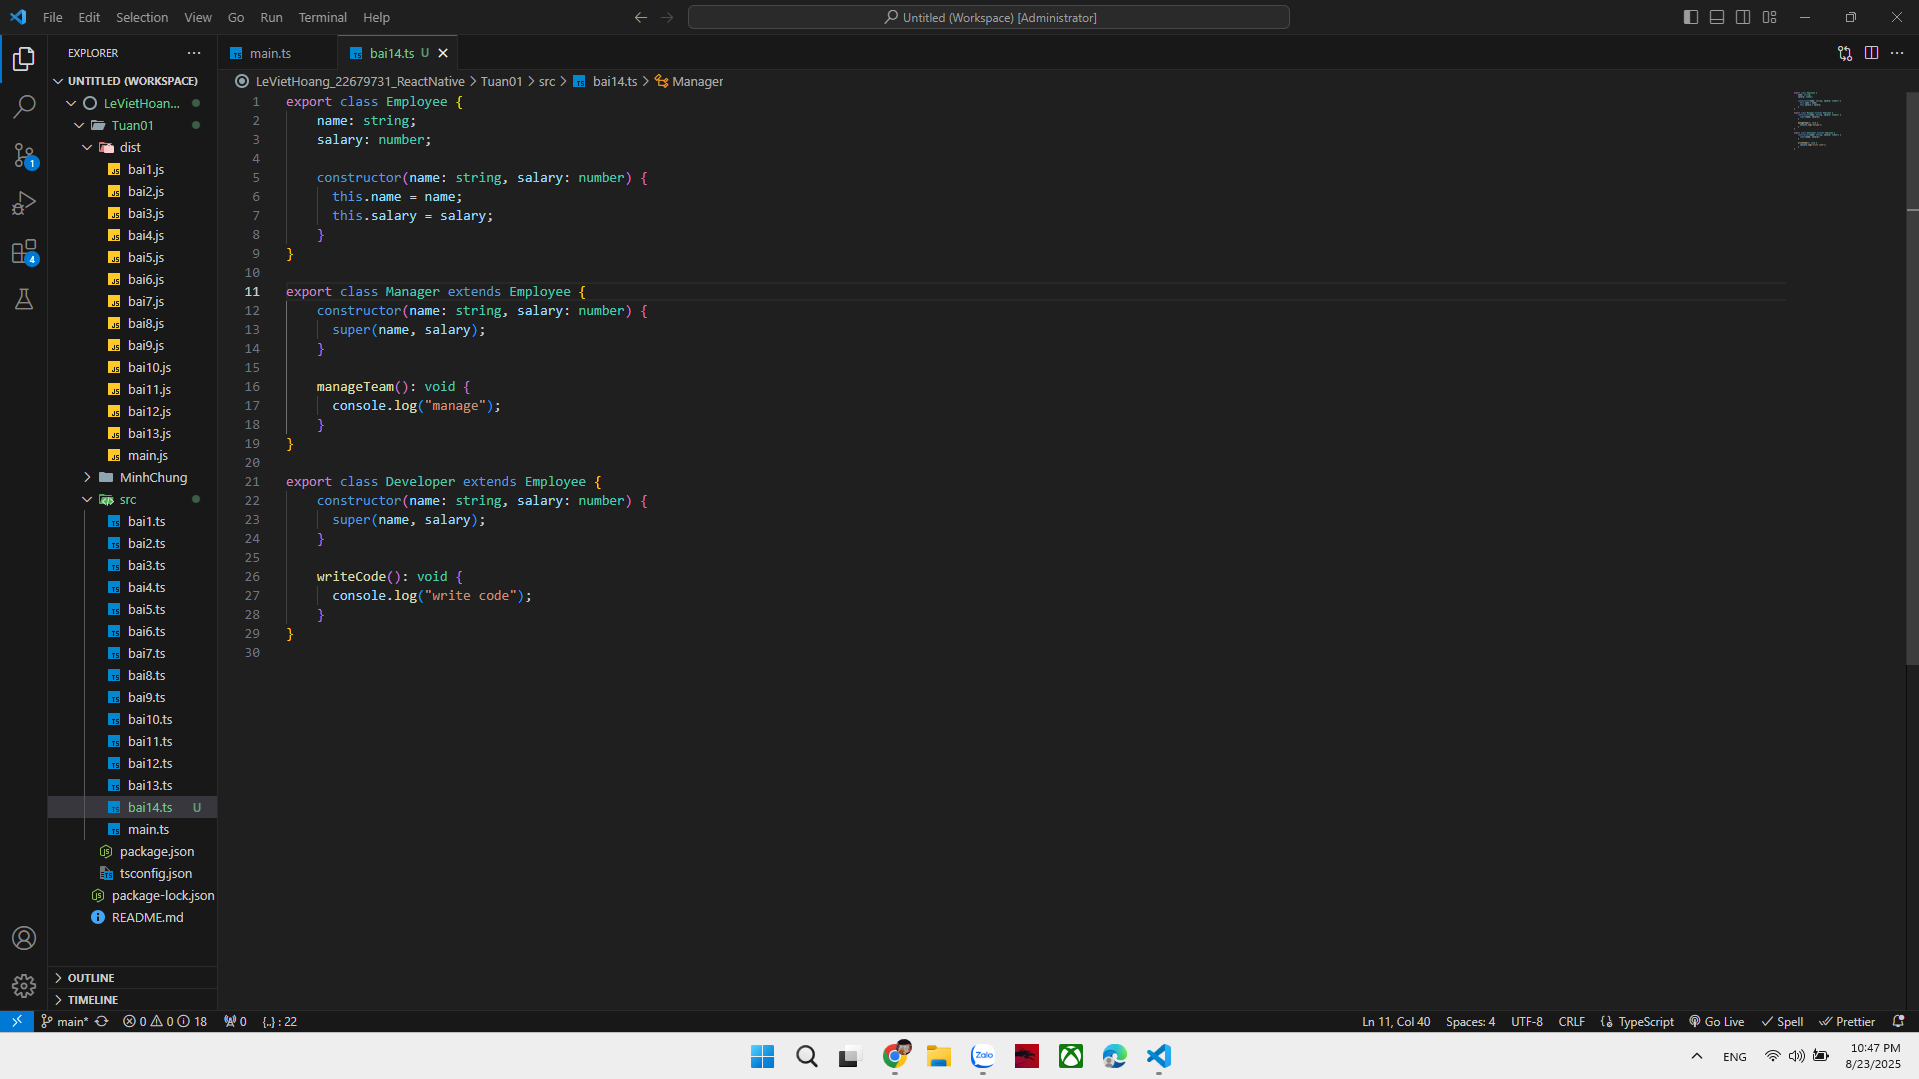 File Edit Selection View Go Run Terminal Help
Untitled (Workspace) [Administrator]
EXPLORER
UNTITLED (WORKSPACE)
LeVietHoan...
Tuan01
dist
bai1.js
bai2.js
bai3.js
bai4.js
bai5.js
bai6.js
bai7.js
bai8.js
bai9.js
bai10.js
bai11.js
bai12.js
bai13.js
main.js
MinhChung
src
bai1.ts
bai2.ts
bai3.ts
bai4.ts
bai5.ts
bai6.ts
bai7.ts
bai8.ts
bai9.ts
bai10.ts
bai11.ts
bai12.ts
bai13.ts
bai14.ts U
main.ts
package.json
tsconfig.json
package-lock.json
README.md
OUTLINE
TIMELINE
1
4
main.ts
bai14.ts U
LeVietHoang_22679731_ReactNative > Tuan01 > src > bai14.ts > Manager
1 export class Employee {
2 name: string;
3 salary: number;
4
5 constructor(name: string, salary: number) {
6 this.name = name;
7 this.salary = salary;
8 }
9 }
10
11 export class Manager extends Employee {
12 constructor(name: string, salary: number) {
13 super(name, salary);
14 }
15
16 manageTeam(): void {
17 console.log("manage");
18 }
19 }
20
21 export class Developer extends Employee {
22 constructor(name: string, salary: number) {
23 super(name, salary);
24 }
25
26 writeCode(): void {
27 console.log("write code");
28 }
29 }
30
main* 0 0 18 0 {..} : 22
Ln 11, Col 40 Spaces: 4 UTF-8 CRLF TypeScript Go Live Spell Prettier
Zalo
ENG
10:47 PM
8/23/2025